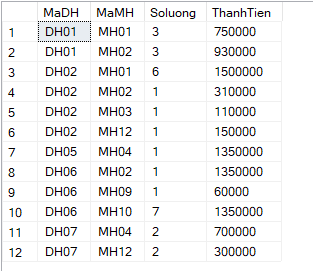 MaDH MaMH Soluong ThanhTien
1 DH01 MH01 3 750000
2 DH01 MH02 3 930000
3 DH02 MH01 6 1500000
4 DH02 MH02 1 310000
5 DH02 MH03 1 110000
6 DH02 MH12 1 150000
7 DH05 MH04 1 1350000
8 DH06 MH02 1 1350000
9 DH06 MH09 1 60000
10 DH06 MH10 7 1350000
11 DH07 MH04 2 700000
12 DH07 MH12 2 300000